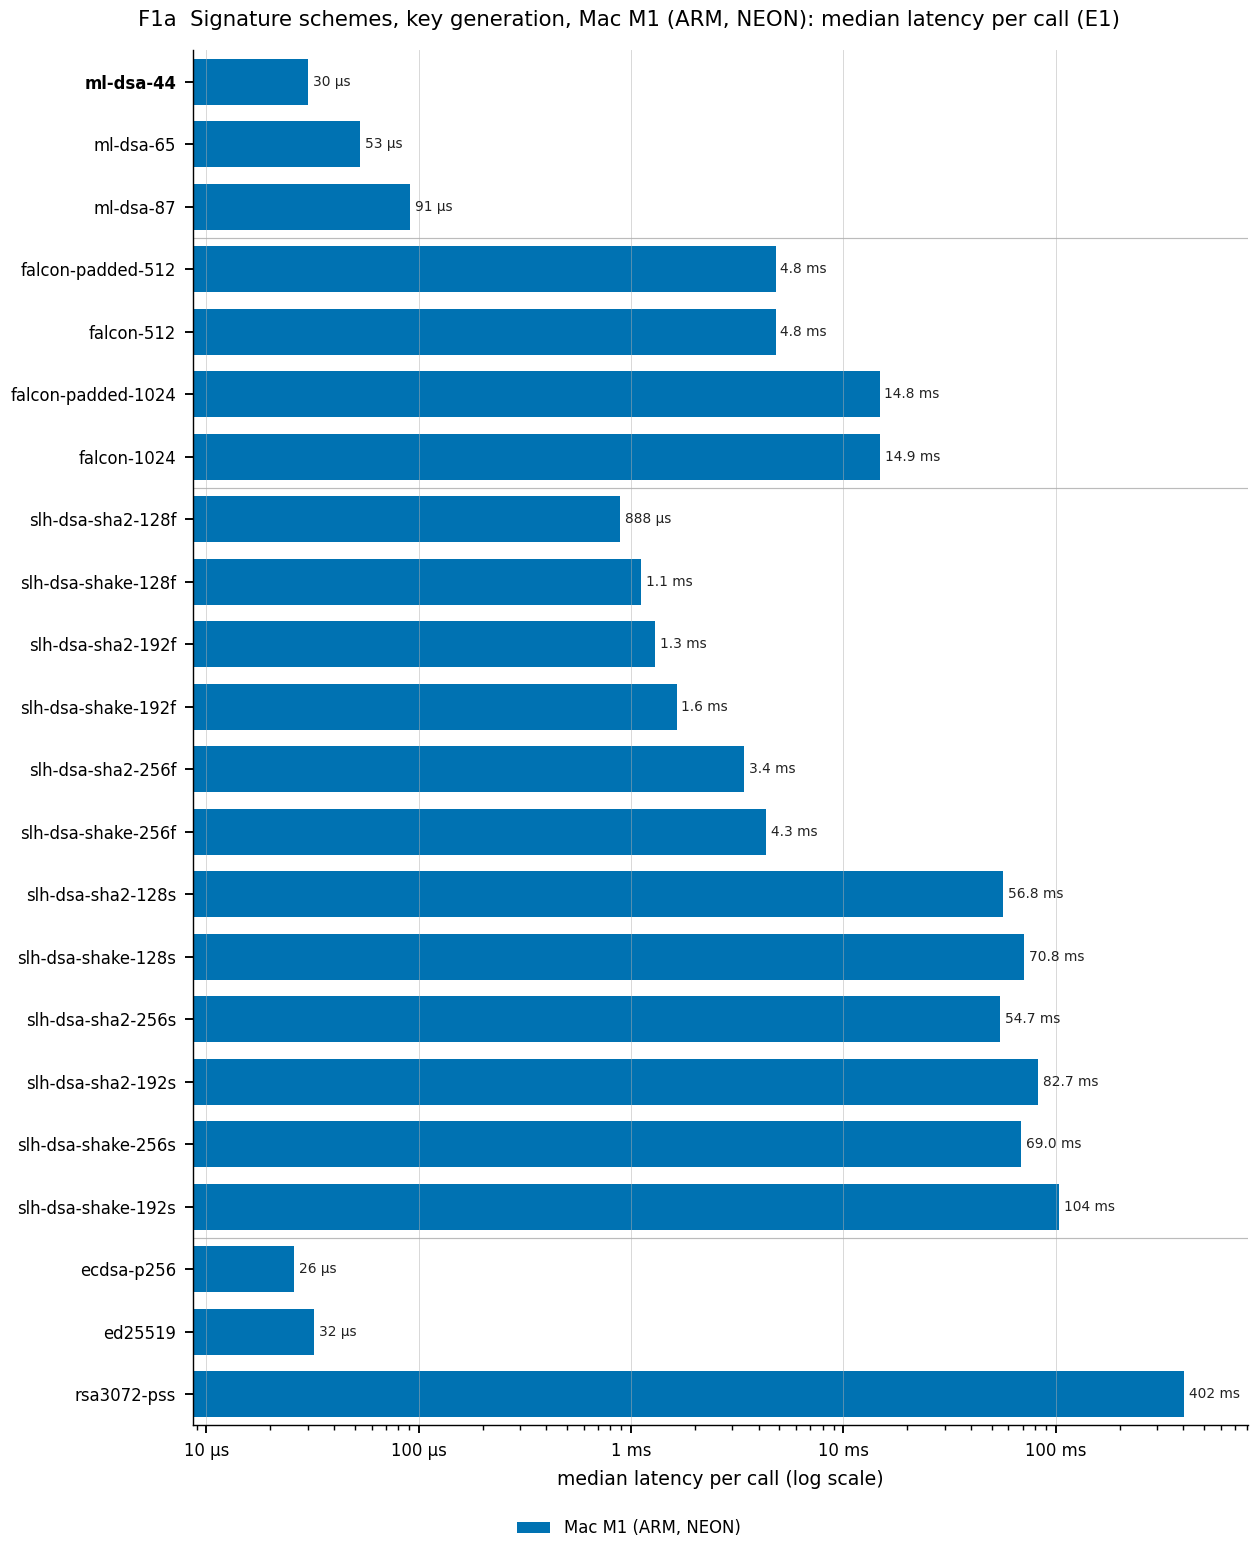 F1a  Signature schemes, key generation, Mac M1 (ARM, NEON): median latency per call (E1)
ml-dsa-44 30 µs
ml-dsa-65 53 µs
ml-dsa-87 91 µs
falcon-padded-512 4.8 ms
falcon-512 4.8 ms
falcon-padded-1024 14.8 ms
falcon-1024 14.9 ms
slh-dsa-sha2-128f 888 µs
slh-dsa-shake-128f 1.1 ms
slh-dsa-sha2-192f 1.3 ms
slh-dsa-shake-192f 1.6 ms
slh-dsa-sha2-256f 3.4 ms
slh-dsa-shake-256f 4.3 ms
slh-dsa-sha2-128s 56.8 ms
slh-dsa-shake-128s 70.8 ms
slh-dsa-sha2-256s 54.7 ms
slh-dsa-sha2-192s 82.7 ms
slh-dsa-shake-256s 69.0 ms
slh-dsa-shake-192s 104 ms
ecdsa-p256 26 µs
ed25519 32 µs
rsa3072-pss 402 ms
10 µs 100 µs 1 ms 10 ms 100 ms
median latency per call (log scale)
Mac M1 (ARM, NEON)